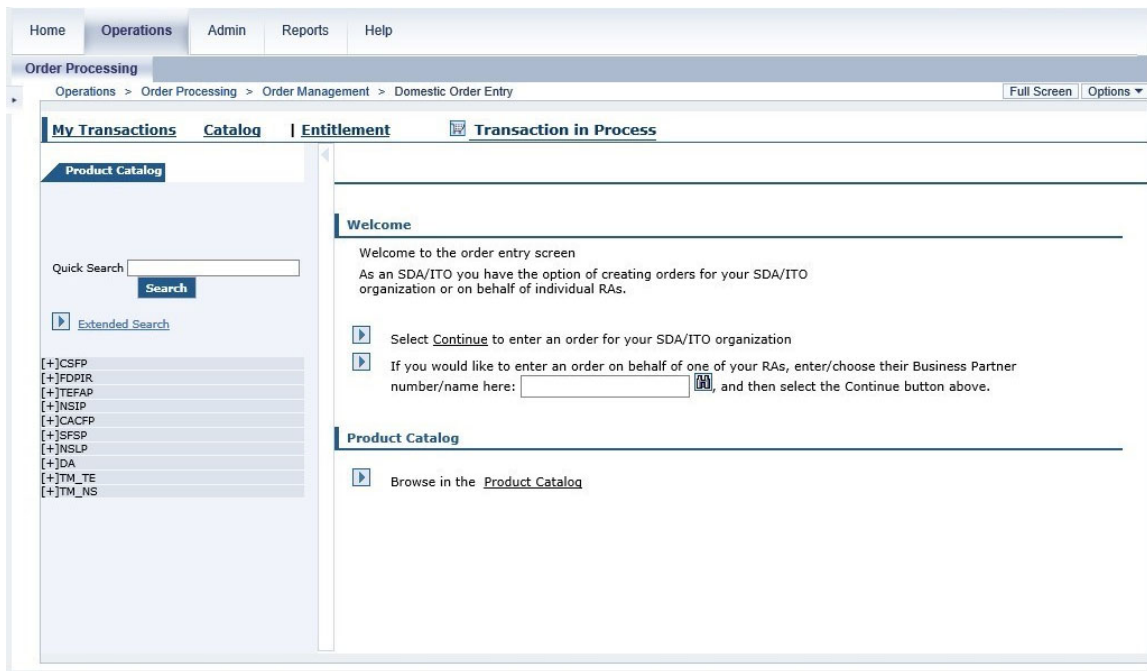 Home Operations Admin Reports Help
Order Processing
Operations > Order Processing > Order Management > Domestic Order Entry
Full Screen Options
My Transactions Catalog | Entitlement Transaction in Process
Product Catalog
Quick Search
Search
Extended Search
[+]CSFP
[+]FDPIR
[+]TEFAP
[+]NSIP
[+]CACFP
[+]SFSP
[+]NSLP
[+]DA
[+]TM_TE
[+]TM_NS
Welcome
Welcome to the order entry screen
As an SDA/ITO you have the option of creating orders for your SDA/ITO
organization or on behalf of individual RAs.
Select Continue to enter an order for your SDA/ITO organization
If you would like to enter an order on behalf of one of your RAs, enter/choose their Business Partner
number/name here: , and then select the Continue button above.
Product Catalog
Browse in the Product Catalog